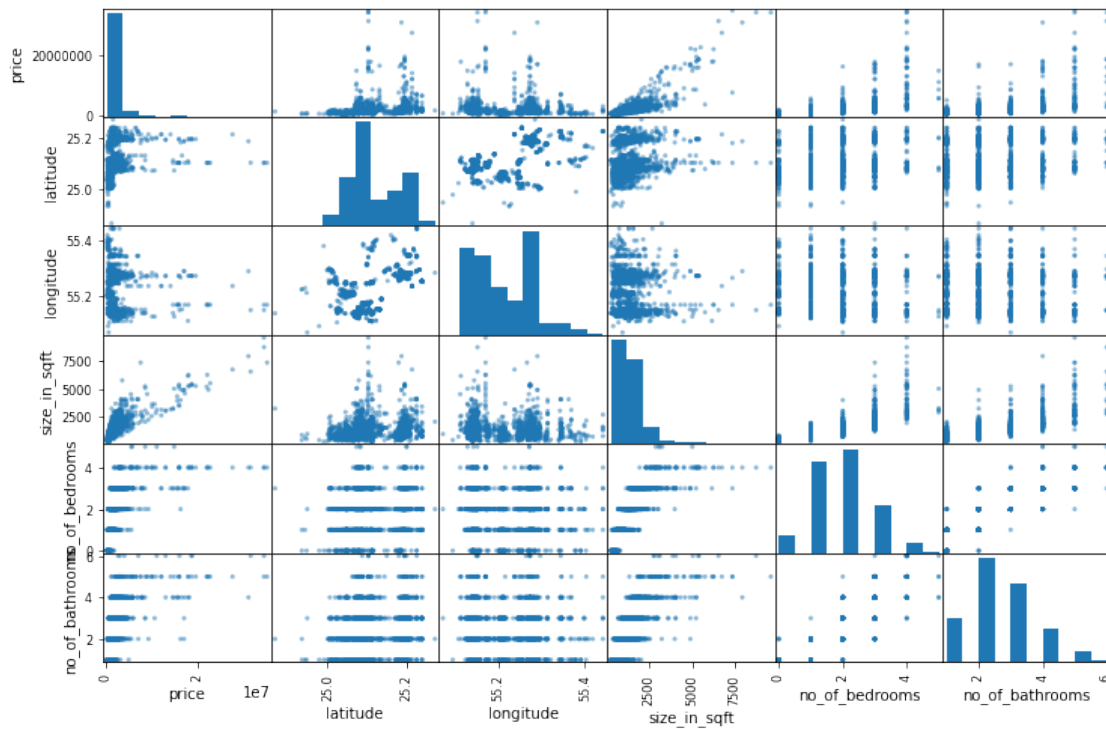 price
20000000
0
latitude
25.2
25.0
longitude
55.4
55.2
size_in_sqft
7500
5000
2500
no_of_bedrooms
4
2
0
no_of_bathrooms
6
4
2
price
2
0
1e7
latitude
25.0
25.2
longitude
55.2
55.4
size_in_sqft
2500
5000
7500
no_of_bedrooms
0
2
4
no_of_bathrooms
2
4
6